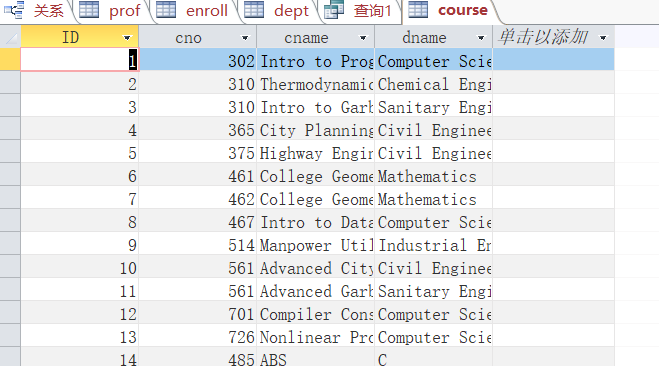 关系 prof enroll dept 查询1 course
ID cno cname dname 单击以添加
1 302 Intro to Prog Computer Scie
2 310 Thermodynamic Chemical Engi
3 310 Intro to Garb Sanitary Engi
4 365 City Planning Civil Enginee
5 375 Highway Engin Civil Enginee
6 461 College Geome Mathematics
7 462 College Geome Mathematics
8 467 Intro to Data Computer Scie
9 514 Manpower Util Industrial En
10 561 Advanced City Civil Enginee
11 561 Advanced Garb Sanitary Engi
12 701 Compiler Cons Computer Scie
13 726 Nonlinear Pro Computer Scie
14 485 ABS C